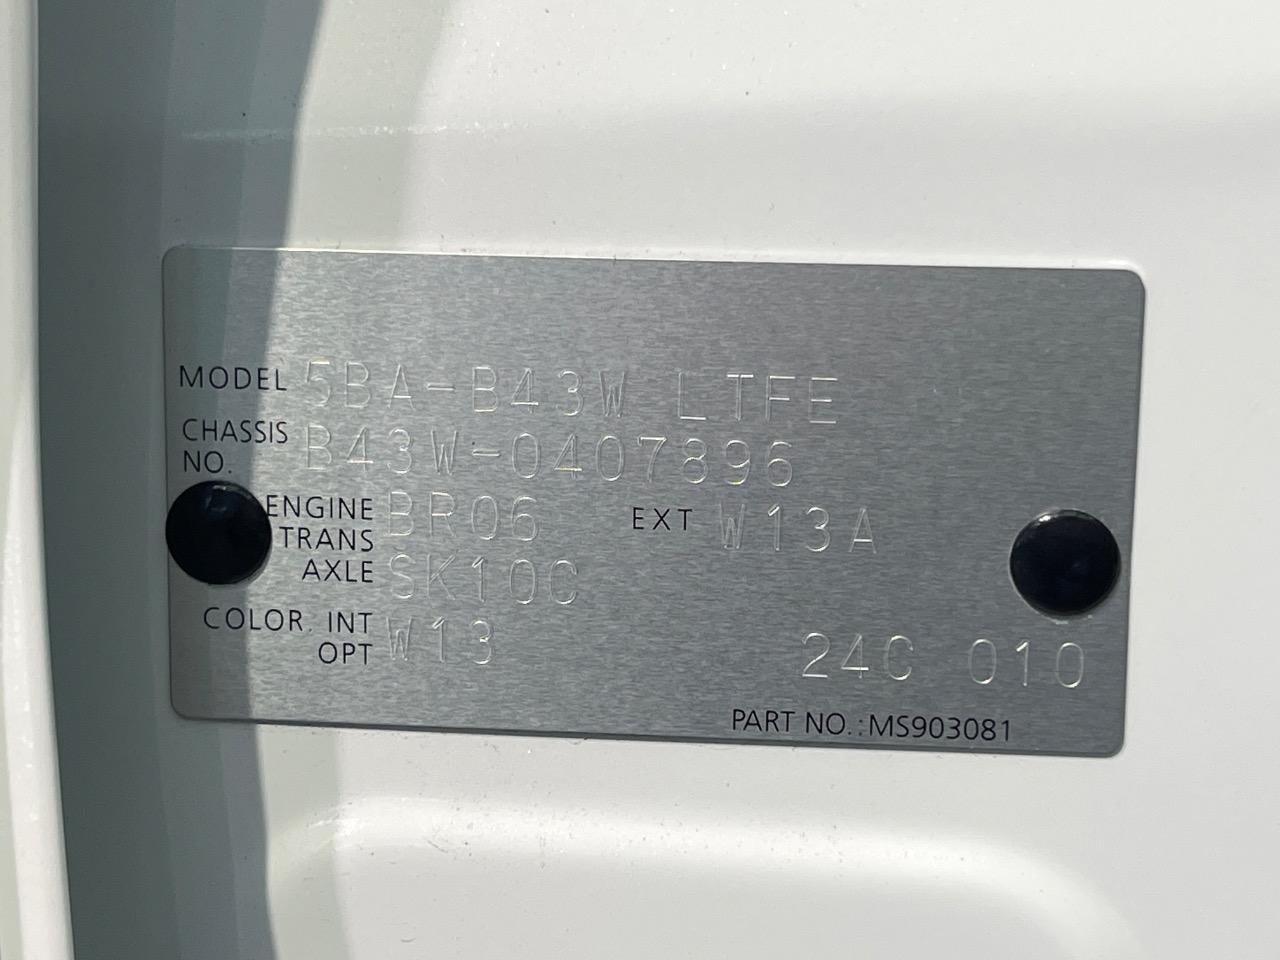 MODEL 5BA-B43W LTFE
CHASSIS NO. B43W-0407896
ENGINE BR06 EXT W13A
TRANS
AXLE SK10C
COLOR. INT W13
OPT
24C 010
PART NO.:MS903081